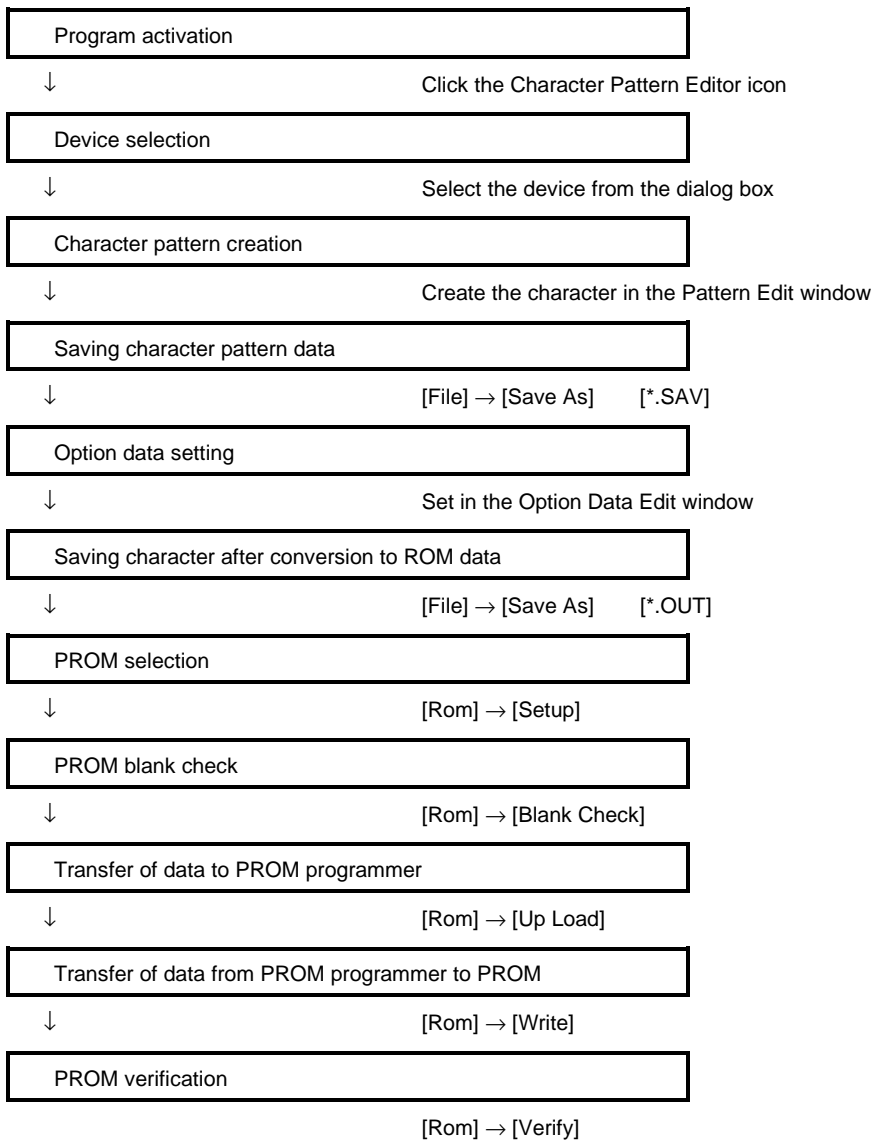 Program activation
↓ Click the Character Pattern Editor icon
Device selection
↓ Select the device from the dialog box
Character pattern creation
↓ Create the character in the Pattern Edit window
Saving character pattern data
↓ [File] → [Save As] [*.SAV]
Option data setting
↓ Set in the Option Data Edit window
Saving character after conversion to ROM data
↓ [File] → [Save As] [*.OUT]
PROM selection
↓ [Rom] → [Setup]
PROM blank check
↓ [Rom] → [Blank Check]
Transfer of data to PROM programmer
↓ [Rom] → [Up Load]
Transfer of data from PROM programmer to PROM
↓ [Rom] → [Write]
PROM verification
[Rom] → [Verify]